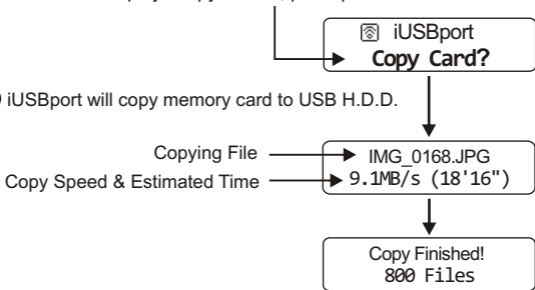 iUSBport
Copy Card?
iUSBport will copy memory card to USB H.D.D.
Copying File
IMG_0168.JPG
Copy Speed & Estimated Time
9.1MB/s (18'16")
Copy Finished!
800 Files